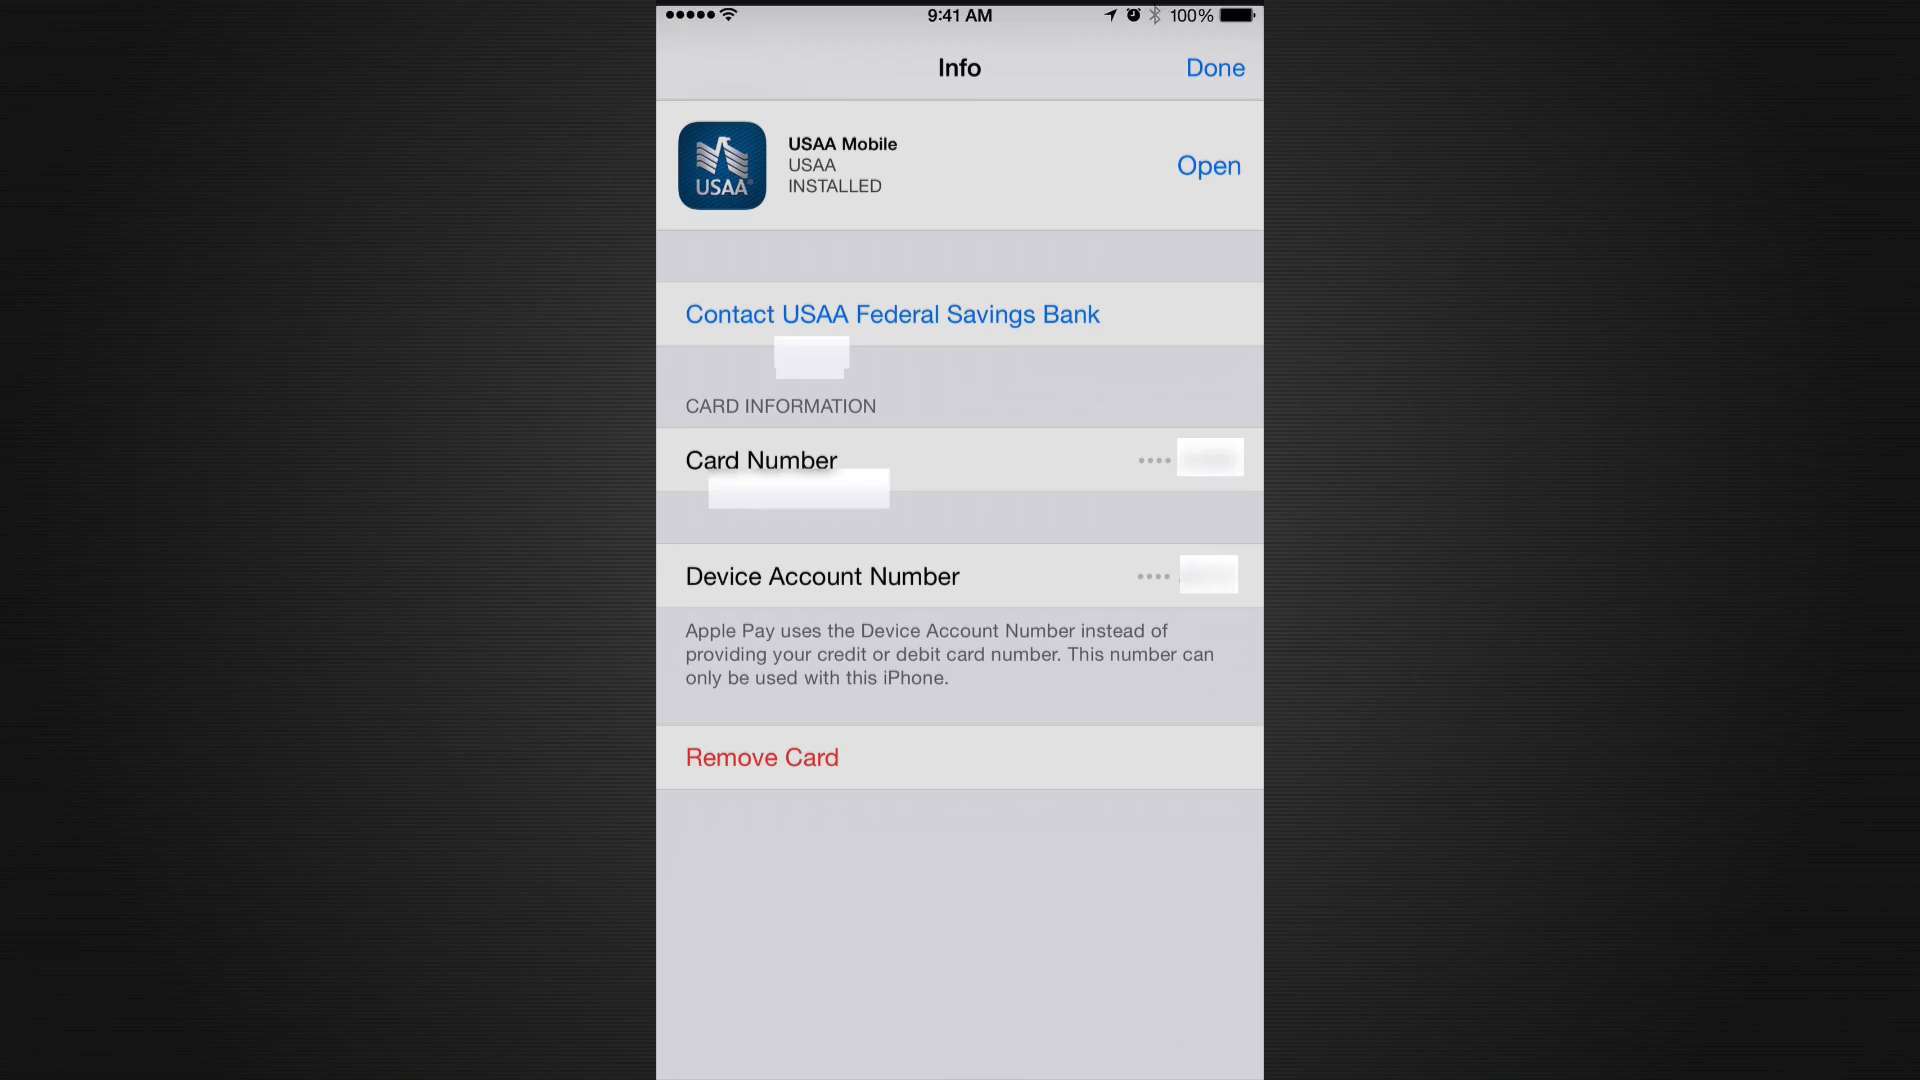 9:41 AM
100%
Info
Done
USAA Mobile
USAA
INSTALLED
Open
USAA
Contact USAA Federal Savings Bank
CARD INFORMATION
Card Number ••••
Device Account Number ••••
Apple Pay uses the Device Account Number instead of
providing your credit or debit card number. This number can
only be used with this iPhone.
Remove Card